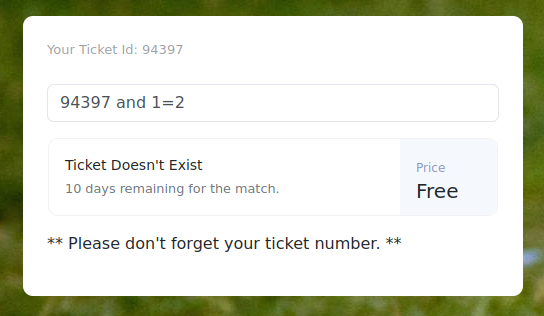 Your Ticket Id: 94397
94397 and 1=2
Ticket Doesn't Exist
10 days remaining for the match.
Price
Free
** Please don't forget your ticket number. **